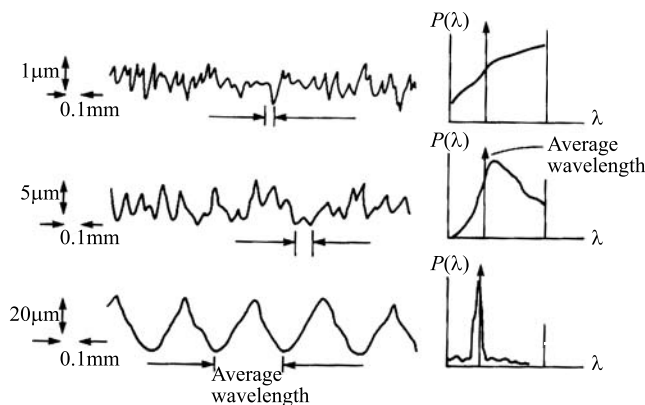 P(λ)
1μm
0.1mm
λ
P(λ)
Average
wavelength
5μm
0.1mm
λ
P(λ)
20μm
0.1mm
λ
Average
wavelength